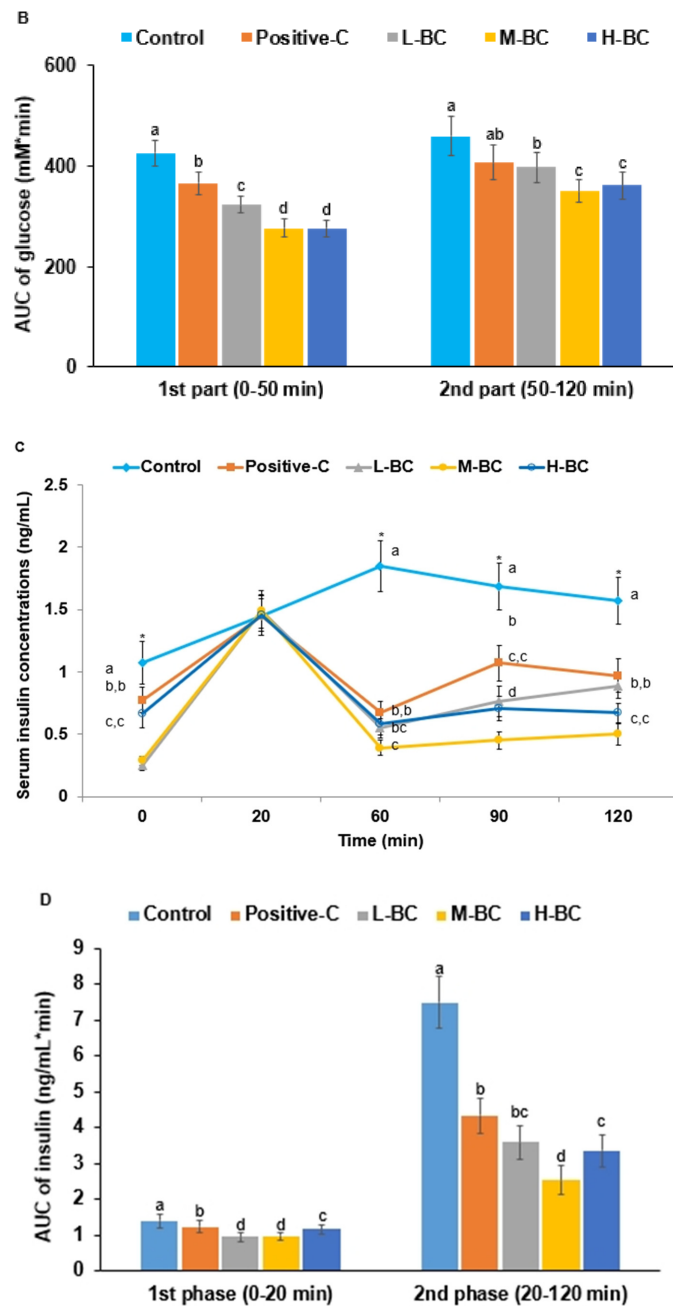 B
Control Positive-C L-BC M-BC H-BC
AUC of glucose (mM*min)
600
400
200
0
a b c d d
a ab b c c
1st part (0-50 min) 2nd part (50-120 min)
C
Control Positive-C L-BC M-BC H-BC
Serum insulin concentrations (ng/mL)
2.5
2
1.5
1
0.5
0
* a b,b c,c
* a b,b bc c
* a b c,c d
* a b,b c,c
0 20 60 90 120
Time (min)
D
Control Positive-C L-BC M-BC H-BC
AUC of insulin (ng/mL*min)
9
8
7
6
5
4
3
2
1
0
a b d d c
a b bc d c
1st phase (0-20 min) 2nd phase (20-120 min)